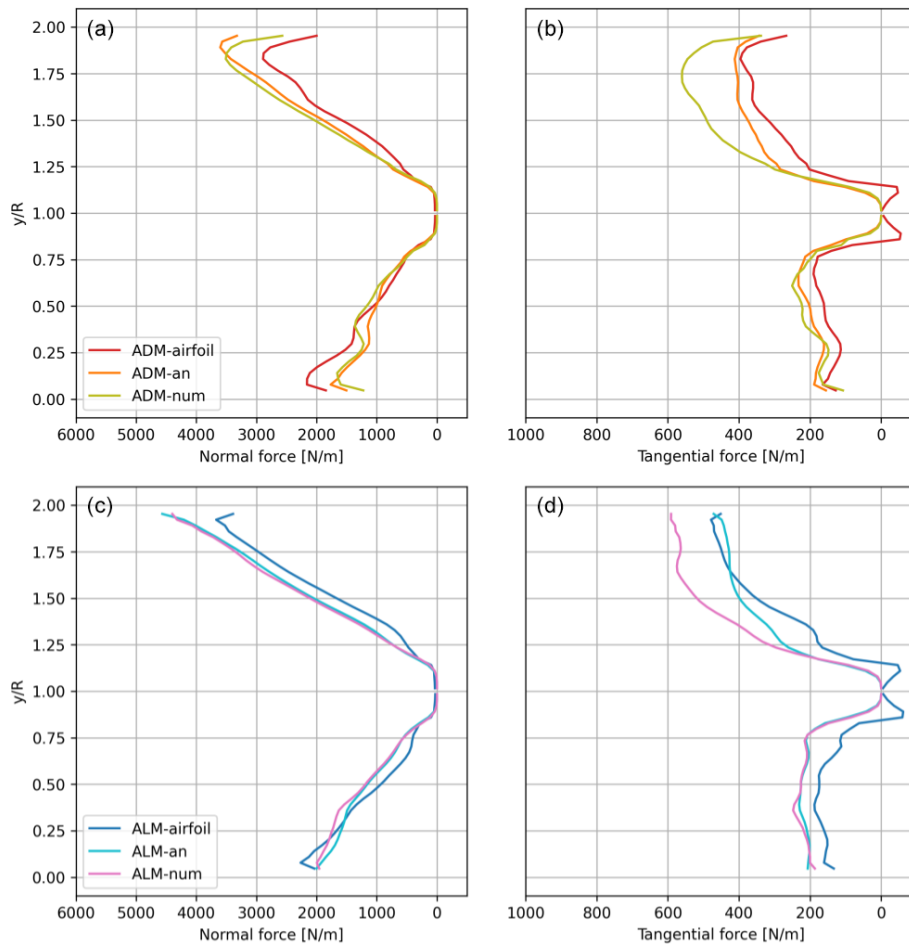 (a)
2.00
1.75
1.50
1.25
1.00
0.75
0.50
0.25
0.00
y/R
ADM-airfoil
ADM-an
ADM-num
6000 5000 4000 3000 2000 1000 0
Normal force [N/m]
(b)
1000 800 600 400 200 0
Tangential force [N/m]
(c)
2.00
1.75
1.50
1.25
1.00
0.75
0.50
0.25
0.00
y/R
ALM-airfoil
ALM-an
ALM-num
6000 5000 4000 3000 2000 1000 0
Normal force [N/m]
(d)
1000 800 600 400 200 0
Tangential force [N/m]